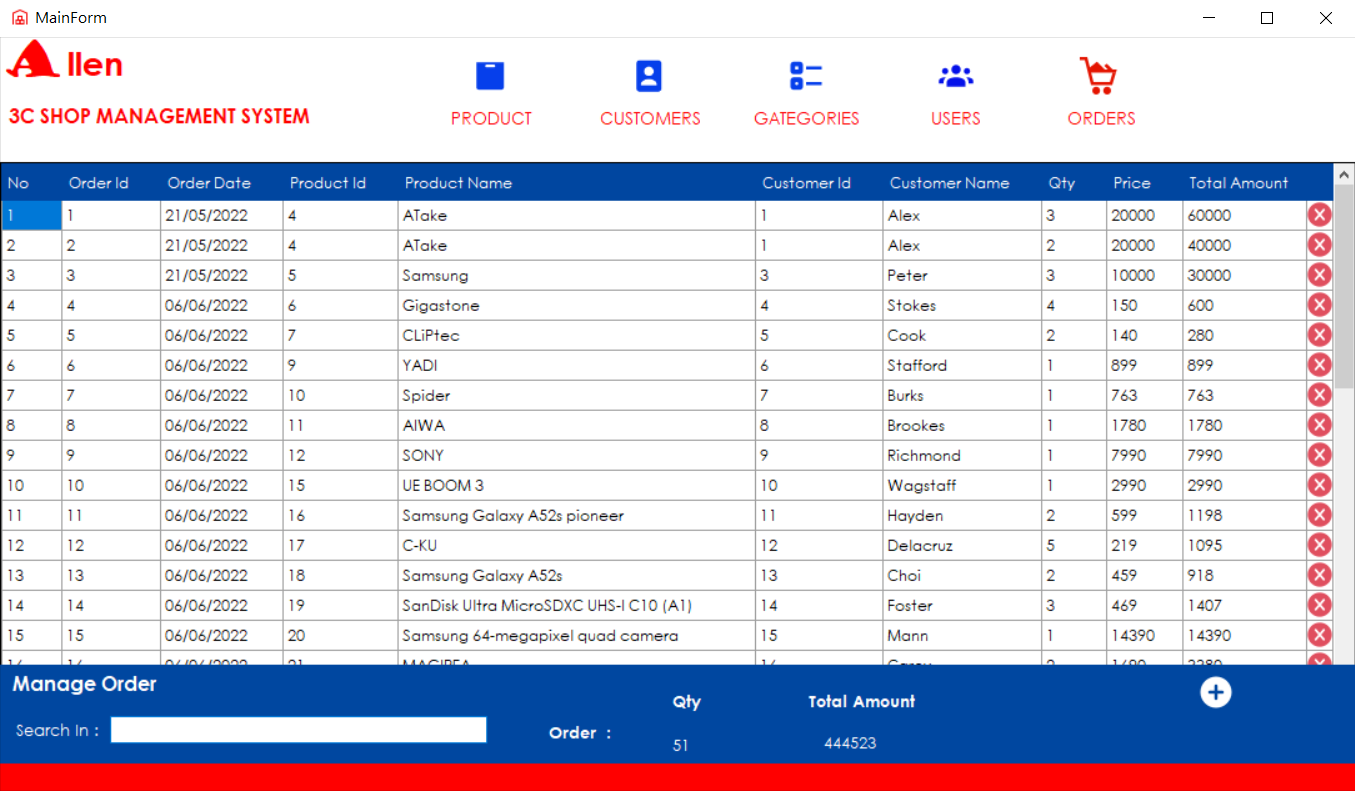 MainForm
Allen
3C SHOP MANAGEMENT SYSTEM
PRODUCT CUSTOMERS GATEGORIES USERS ORDERS
No Order Id Order Date Product Id Product Name Customer Id Customer Name Qty Price Total Amount
1 1 21/05/2022 4 ATake 1 Alex 3 20000 60000
2 2 21/05/2022 4 ATake 1 Alex 2 20000 40000
3 3 21/05/2022 5 Samsung 3 Peter 3 10000 30000
4 4 06/06/2022 6 Gigastone 4 Stokes 4 150 600
5 5 06/06/2022 7 CLiPtec 5 Cook 2 140 280
6 6 06/06/2022 9 YADI 6 Stafford 1 899 899
7 7 06/06/2022 10 Spider 7 Burks 1 763 763
8 8 06/06/2022 11 AIWA 8 Brookes 1 1780 1780
9 9 06/06/2022 12 SONY 9 Richmond 1 7990 7990
10 10 06/06/2022 15 UE BOOM 3 10 Wagstaff 1 2990 2990
11 11 06/06/2022 16 Samsung Galaxy A52s pioneer 11 Hayden 2 599 1198
12 12 06/06/2022 17 C-KU 12 Delacruz 5 219 1095
13 13 06/06/2022 18 Samsung Galaxy A52s 13 Choi 2 459 918
14 14 06/06/2022 19 SanDisk Ultra MicroSDXC UHS-I C10 (A1) 14 Foster 3 469 1407
15 15 06/06/2022 20 Samsung 64-megapixel quad camera 15 Mann 1 14390 14390
Manage Order
Qty Total Amount
Search In :
Order :
51 444523